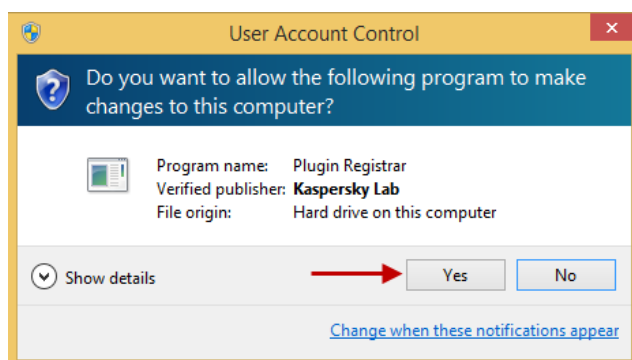 User Account Control
Do you want to allow the following program to make
changes to this computer?
Program name: Plugin Registrar
Verified publisher: Kaspersky Lab
File origin: Hard drive on this computer
Show details
Yes
No
Change when these notifications appear